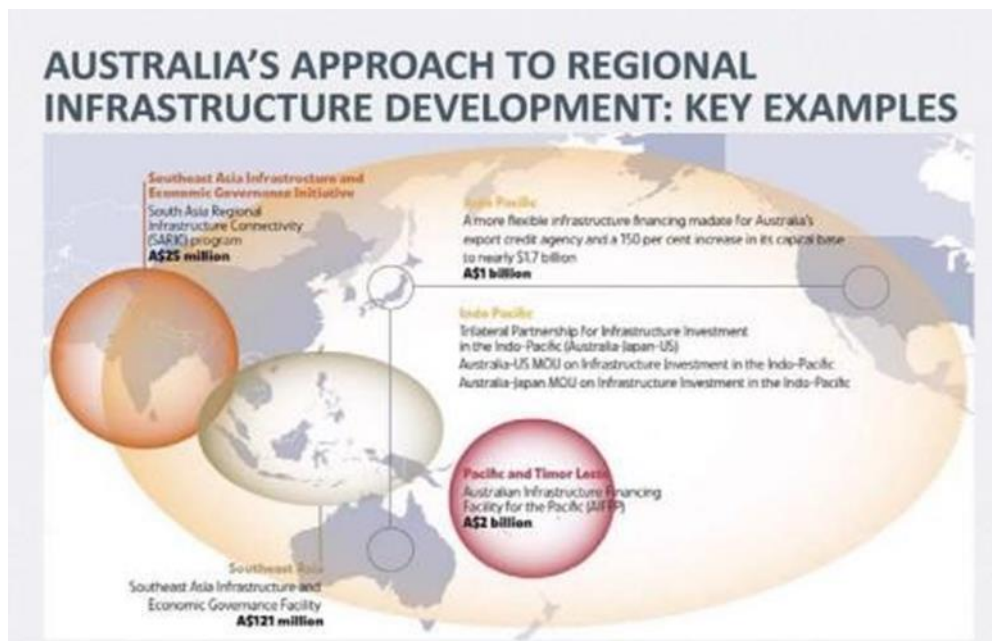 AUSTRALIA'S APPROACH TO REGIONAL
INFRASTRUCTURE DEVELOPMENT: KEY EXAMPLES
Southeast Asia Infrastructure and
Economic Governance Initiative
South Asia Regional
Infrastructure Connectivity
(SARIC) program
A$25 million
Indo Pacific
A more flexible infrastructure financing madate for Australia's
export credit agency and a 150 per cent increase in its capital base
to nearly $1.7 billion
A$1 billion
Indo Pacific
Trilateral Partnership for Infrastructure Investment
in the Indo-Pacific (Australia-Japan-US)
Australia-US MOU on Infrastructure Investment in the Indo-Pacific
Australia-Japan MOU on Infrastructure Investment in the Indo-Pacific
Pacific and Timor Leste
Australian Infrastructure Financing
Facility for the Pacific (AIFFP)
A$2 billion
Southeast Asia
Southeast Asia Infrastructure and
Economic Governance Facility
A$121 million